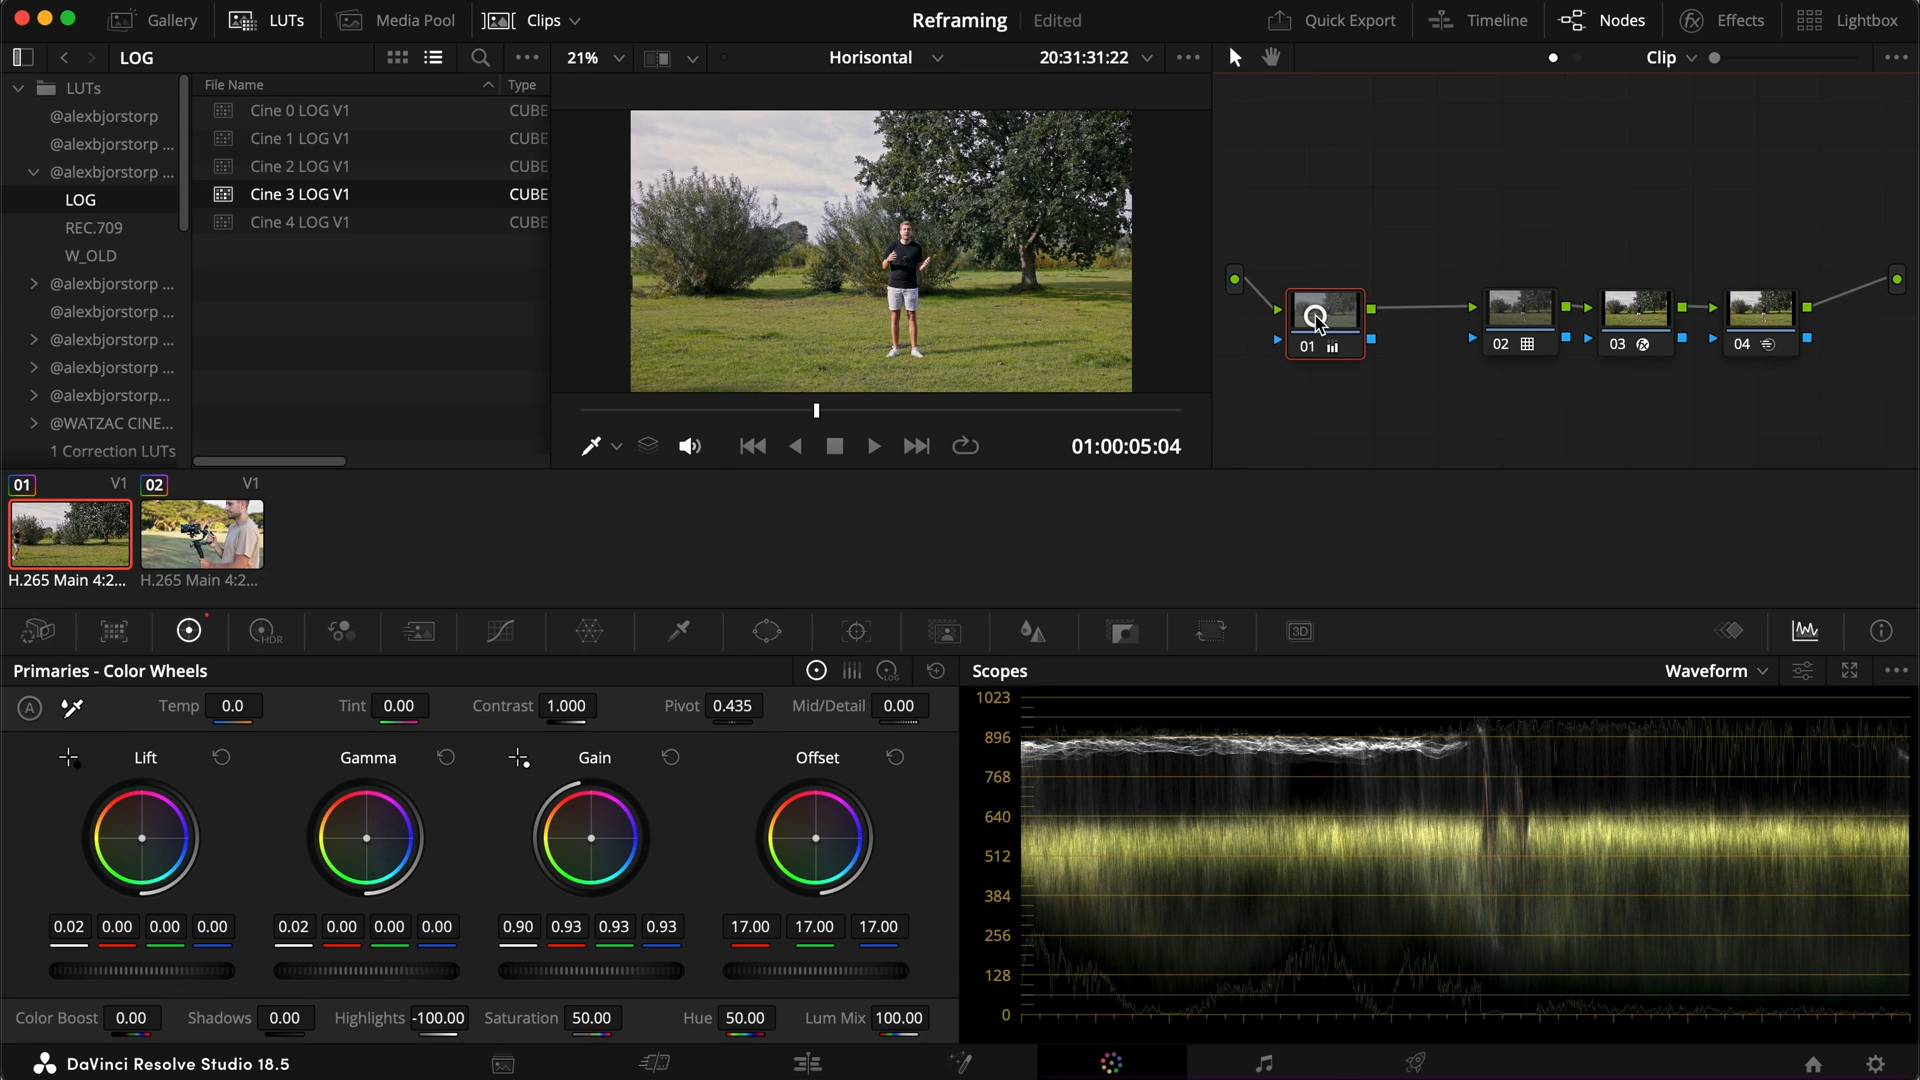 Gallery LUTs Media Pool Clips Reframing Edited Quick Export Timeline Nodes Effects Lightbox
LOG 21% Horisontal 20:31:31:22 Clip
LUTs
@alexbjorstorp
@alexbjorstorp ...
@alexbjorstorp ...
LOG
REC.709
W_OLD
@alexbjorstorp ...
@alexbjorstorp ...
@alexbjorstorp ...
@alexbjorstorp ...
@alexbjorstorp...
@WATZAC CINE...
1 Correction LUTs
File Name Type
Cine 0 LOG V1 CUBE
Cine 1 LOG V1 CUBE
Cine 2 LOG V1 CUBE
Cine 3 LOG V1 CUBE
Cine 4 LOG V1 CUBE
01:00:05:04
01 02 03 04
01 V1 02 V1
H.265 Main 4:2... H.265 Main 4:2...
HDR 3D
Primaries - Color Wheels LOG
A Temp 0.0 Tint 0.00 Contrast 1.000 Pivot 0.435 Mid/Detail 0.00
Lift Gamma Gain Offset
0.02 0.00 0.00 0.00 0.02 0.00 0.00 0.00 0.90 0.93 0.93 0.93 17.00 17.00 17.00
Color Boost 0.00 Shadows 0.00 Highlights -100.00 Saturation 50.00 Hue 50.00 Lum Mix 100.00
Scopes Waveform
1023
896
768
640
512
384
256
128
0
DaVinci Resolve Studio 18.5